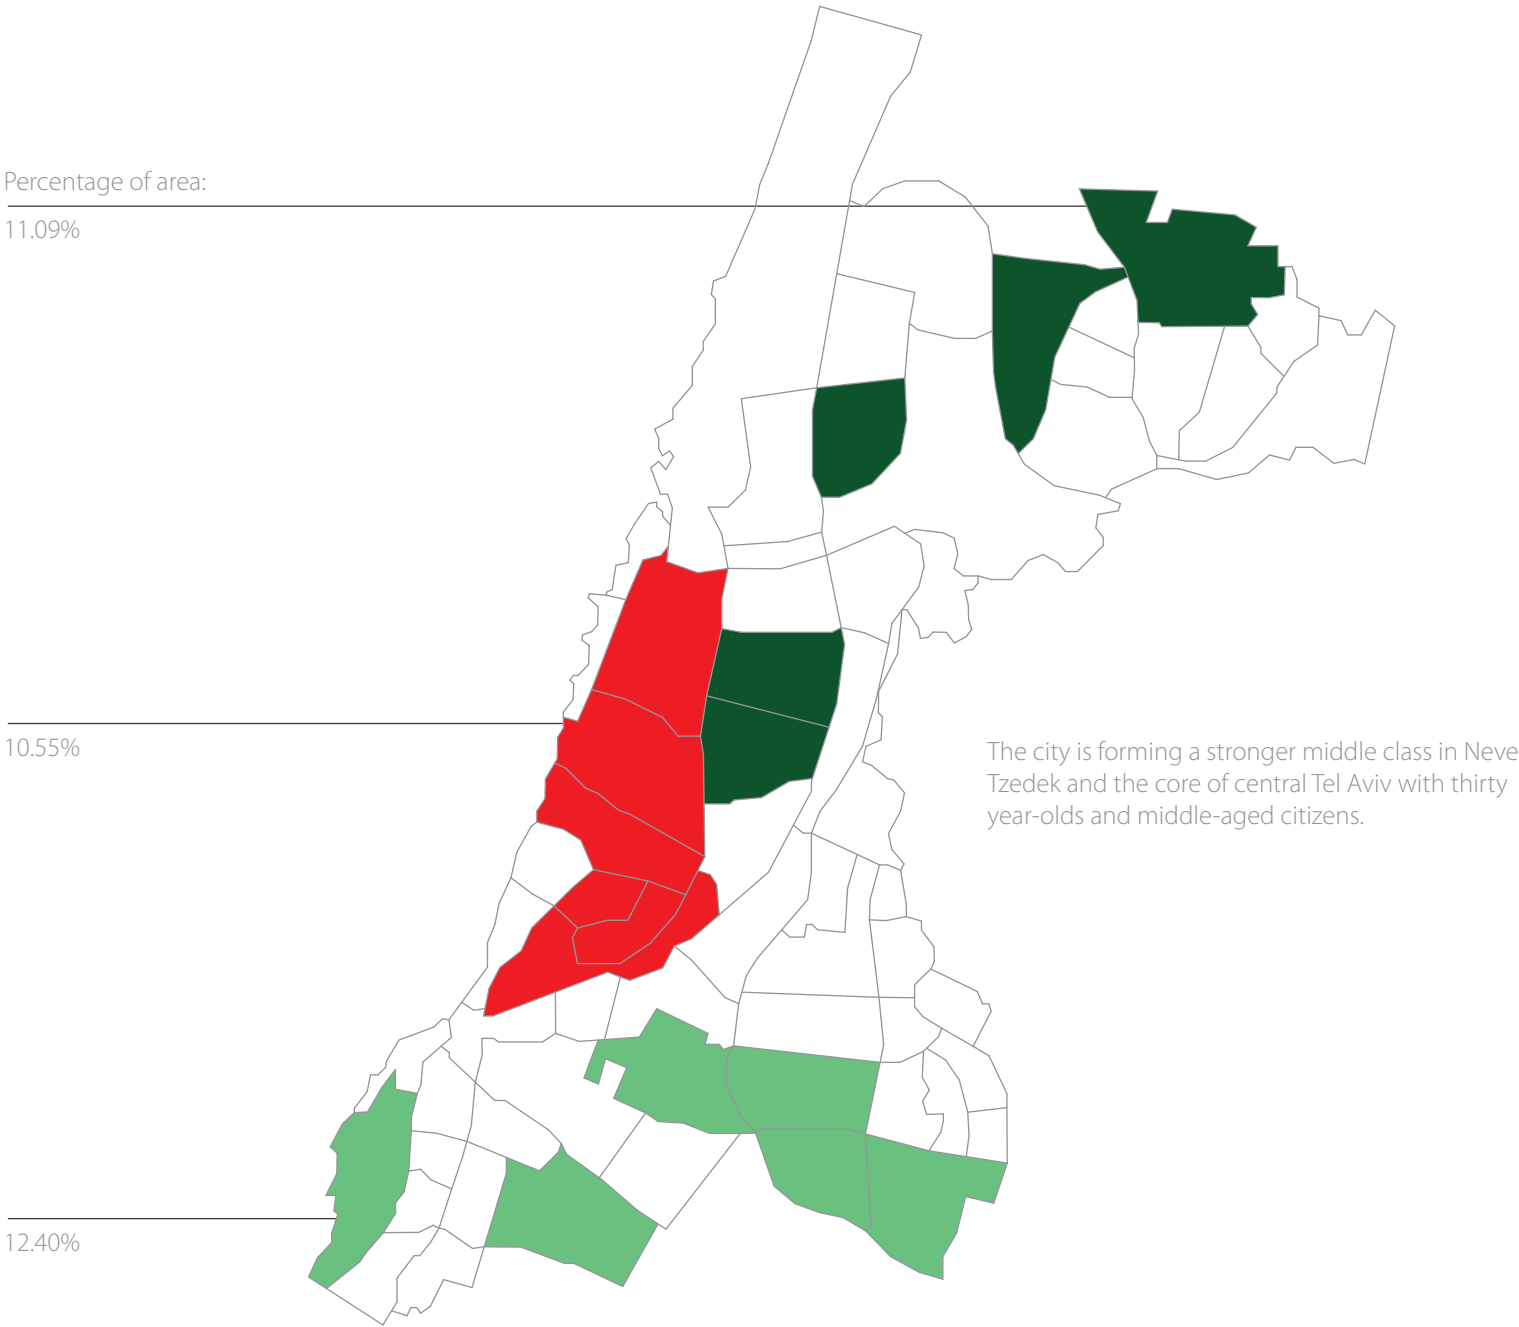 Percentage of area:
11.09%
10.55%
The city is forming a stronger middle class in Neve
Tzedek and the core of central Tel Aviv with thirty
year-olds and middle-aged citizens.
12.40%